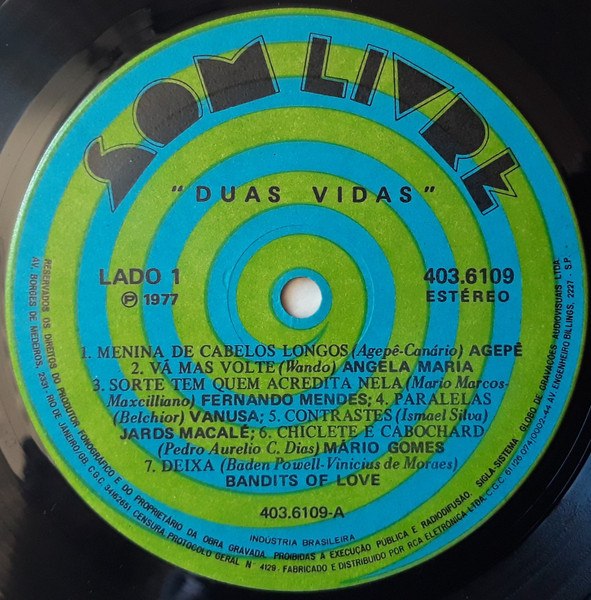 SOM LIVRE
"DUAS VIDAS"
LADO 1
403.6109
Ⓟ 1977
ESTÉREO
1. MENINA DE CABELOS LONGOS (Agepê-Canário) AGEPÊ
2. VÁ MAS VOLTE (Wando) ANGELA MARIA
3. SORTE TEM QUEM ACREDITA NELA (Mario Marcos-
Maxcilliano) FERNANDO MENDES; 4. PARALELAS
(Belchior) VANUSA; 5. CONTRASTES (Ismael Silva)
JARDS MACALÉ; 6. CHICLETE E CABOCHARD
(Pedro Aurelio C. Dias) MÁRIO GOMES
7. DEIXA (Baden Powell-Vinicius de Moraes)
BANDITS OF LOVE
403.6109-A
INDÚSTRIA BRASILEIRA
RESERVADOS OS DIREITOS DO PRODUTOR FONOGRÁFICO E DO PROPRIETÁRIO DA OBRA GRAVADA. PROIBIDAS A EXECUÇÃO PÚBLICA E RADIODIFUSÃO. SIGLA-SISTEMA GLOBO DE GRAVAÇÕES AUDIOVISUAIS LTDA.
AV. BORGES DE MEDEIROS, 2531, RIO DE JANEIRO/GB C.G.C. 34162651, CENSURA PROTOCOLO GERAL Nº 4129. FABRICADO E DISTRIBUIDO POR RCA ELETRÔNICA LTDA. C.G.C. 61-126 074/0002-44 AV. ENGENHEIRO BILLINGS, 2227 - S.P.